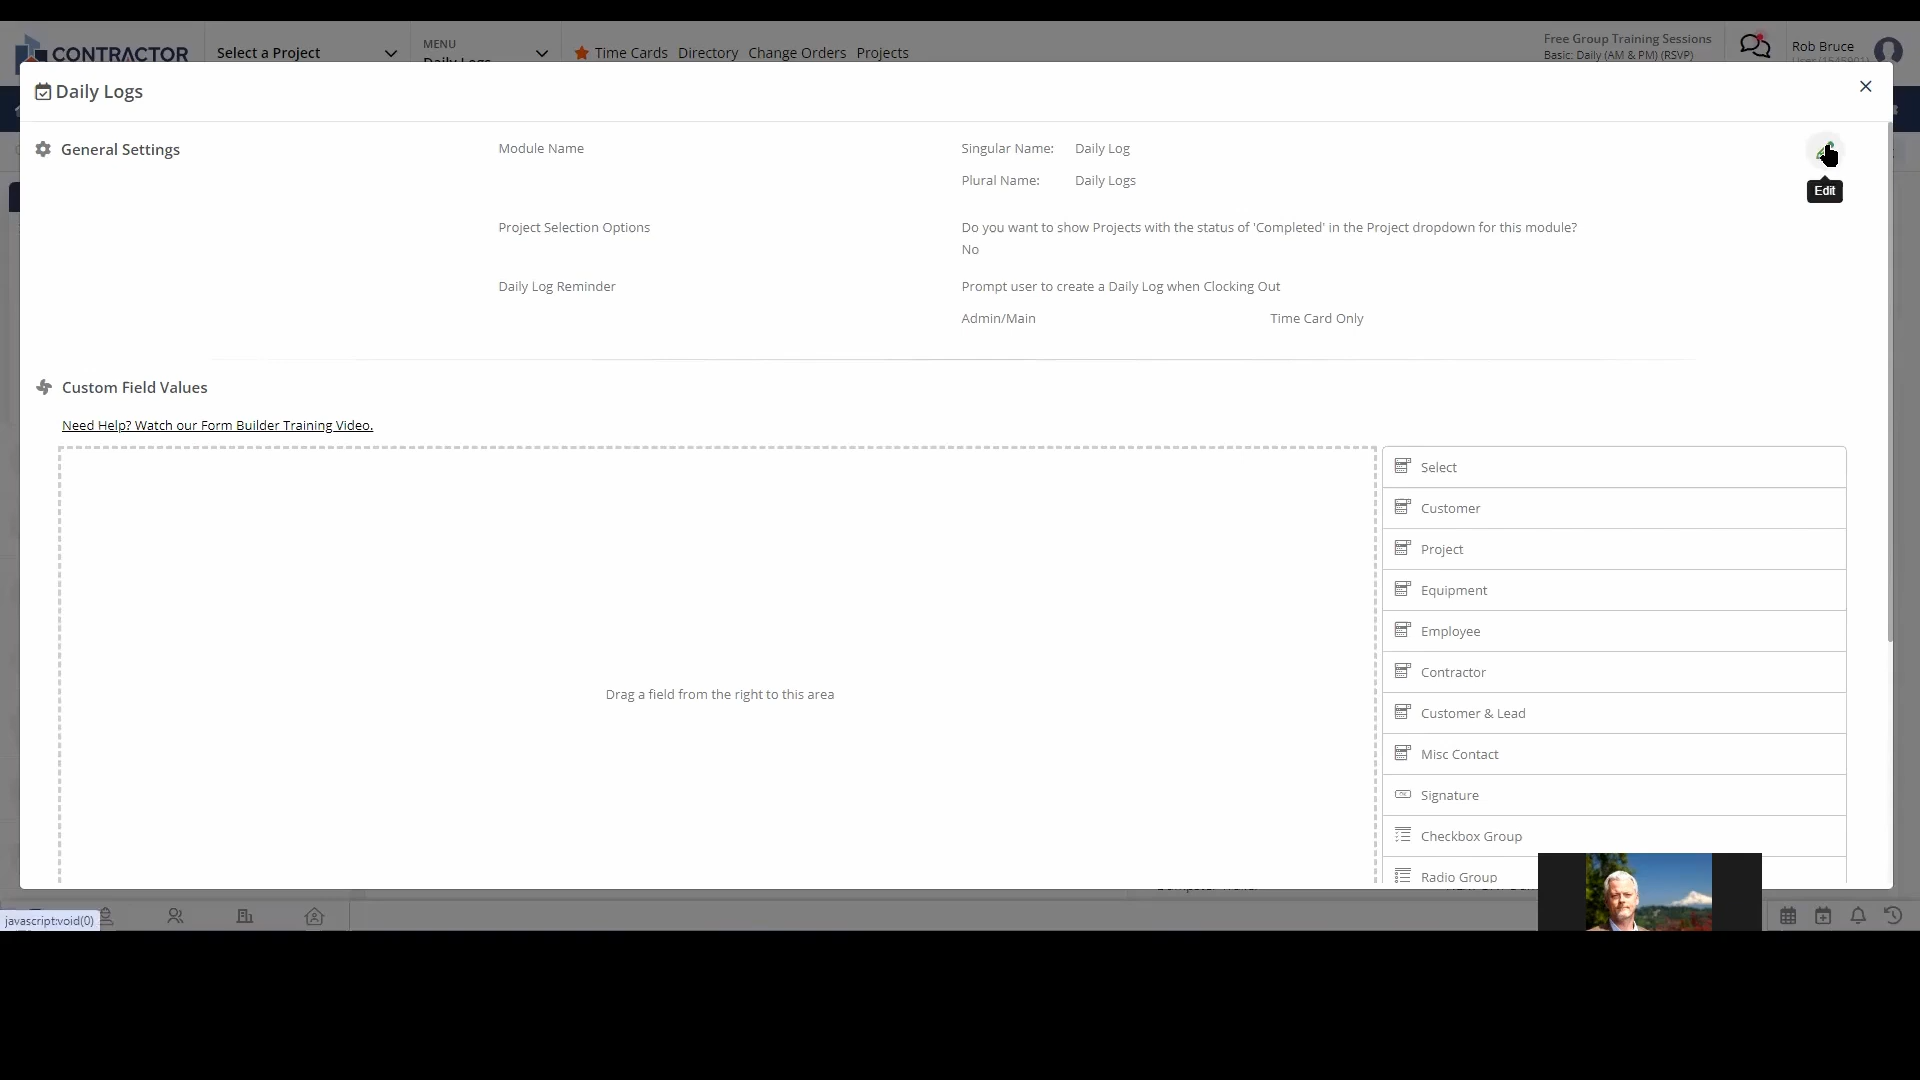 CONTRACTOR
Select a Project
MENU
Daily Logs
Time Cards Directory Change Orders Projects
Free Group Training Sessions
Basic: Daily (AM & PM) (RSVP)
Rob Bruce
Daily Logs
General Settings
Module Name
Singular Name: Daily Log
Plural Name: Daily Logs
Edit
Project Selection Options
Do you want to show Projects with the status of 'Completed' in the Project dropdown for this module?
No
Daily Log Reminder
Prompt user to create a Daily Log when Clocking Out
Admin/Main
Time Card Only
Custom Field Values
Need Help? Watch our Form Builder Training Video.
Drag a field from the right to this area
Select
Customer
Project
Equipment
Employee
Contractor
Customer & Lead
Misc Contact
Signature
Checkbox Group
Radio Group
javascript:void(0)